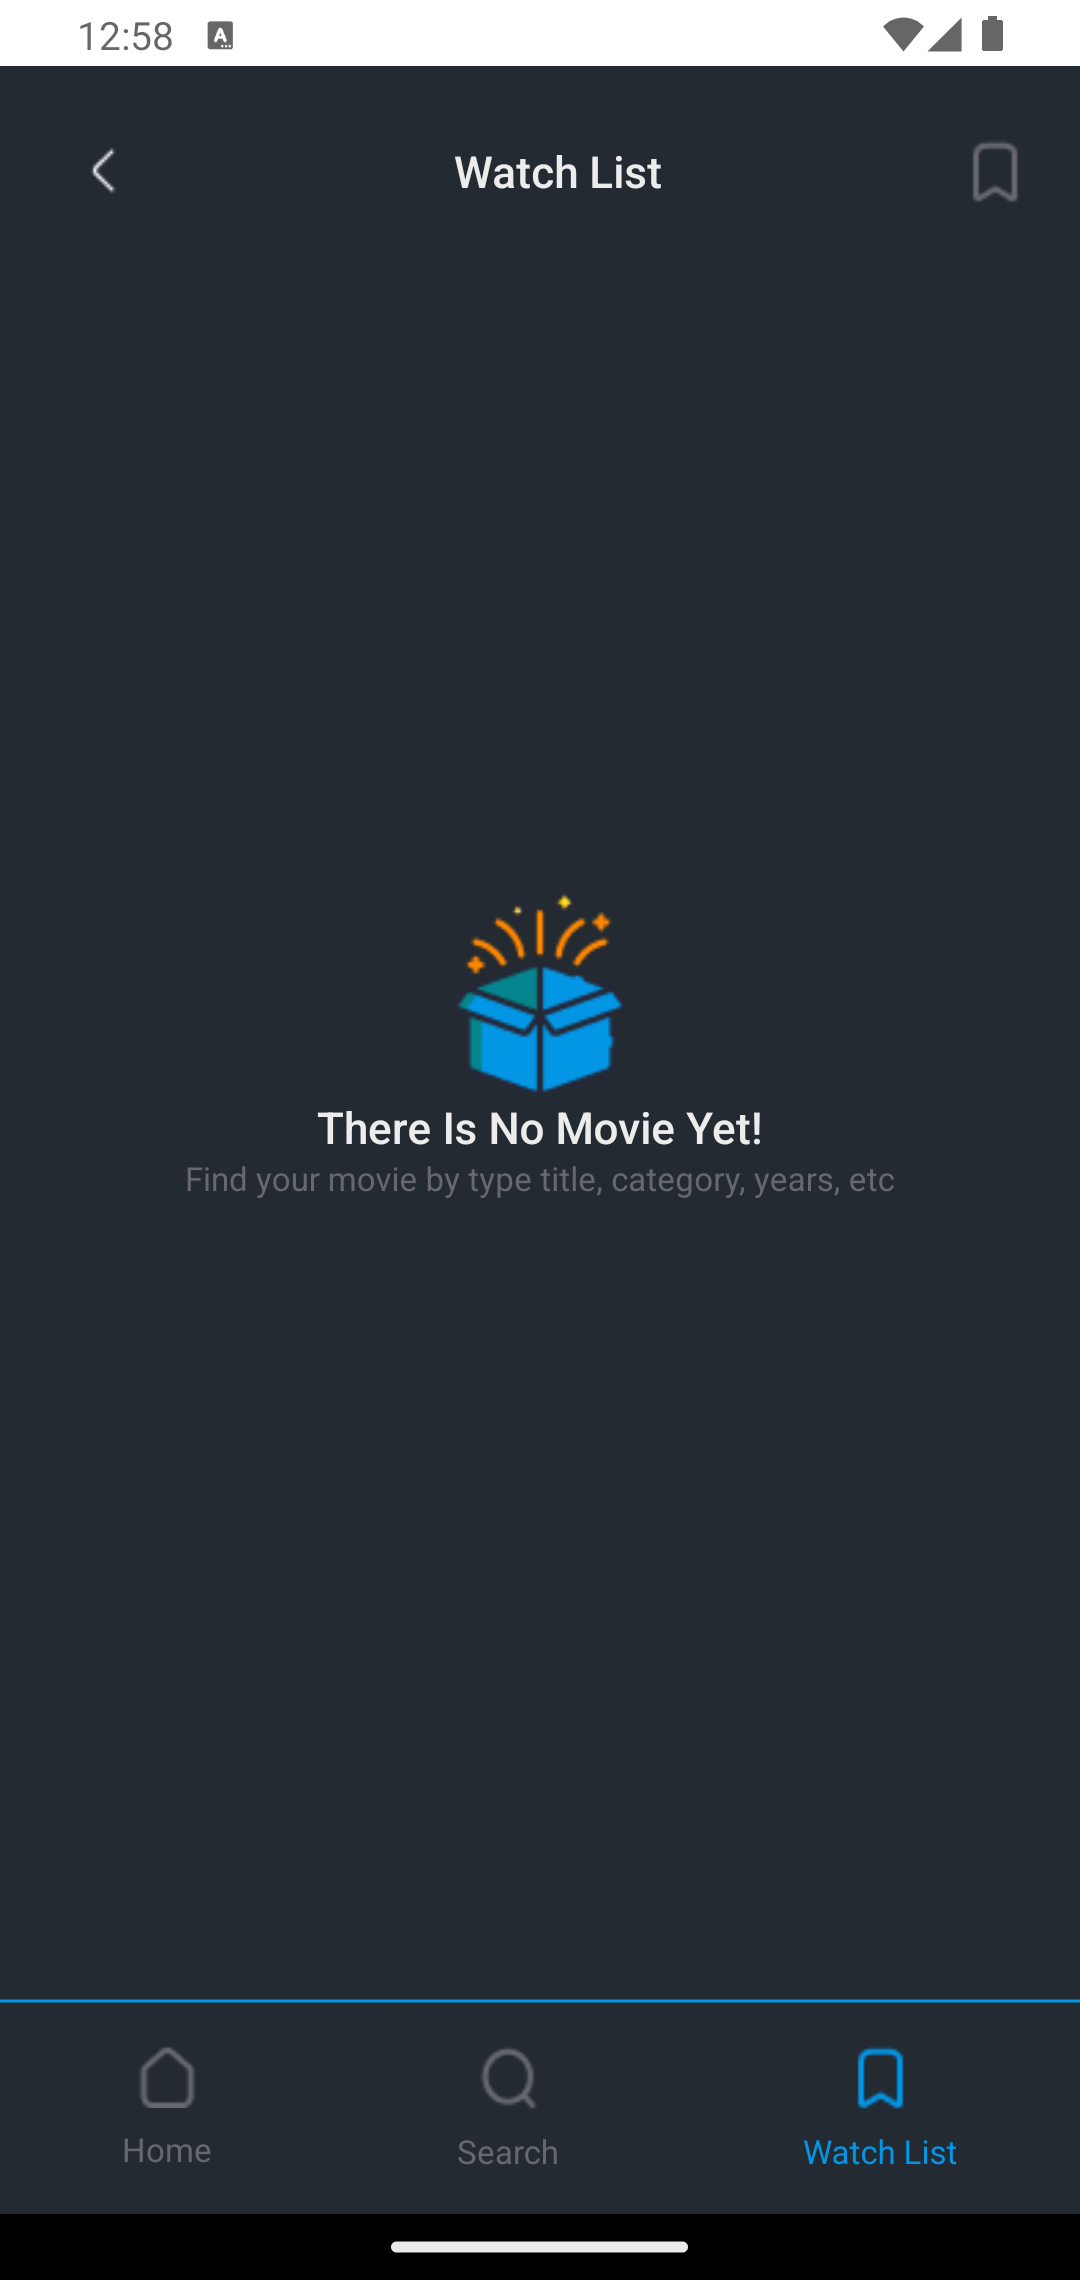 12:58
Watch List
There Is No Movie Yet!
Find your movie by type title, category, years, etc
Home
Search
Watch List